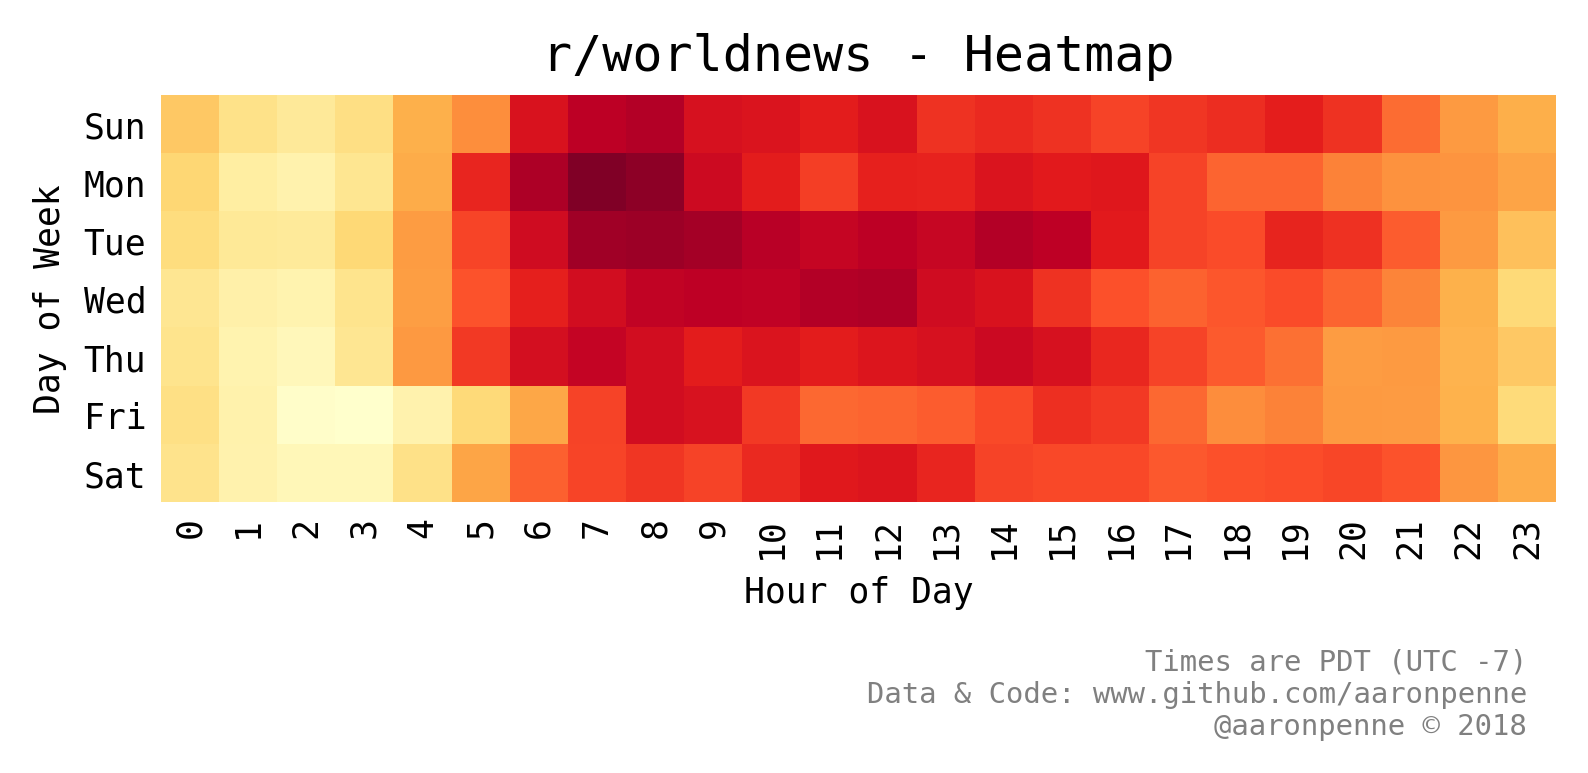 r/worldnews - Heatmap
Day of Week
Sun
Mon
Tue
Wed
Thu
Fri
Sat
0 1 2 3 4 5 6 7 8 9 10 11 12 13 14 15 16 17 18 19 20 21 22 23
Hour of Day
Times are PDT (UTC -7)
Data & Code: www.github.com/aaronpenne
@aaronpenne © 2018